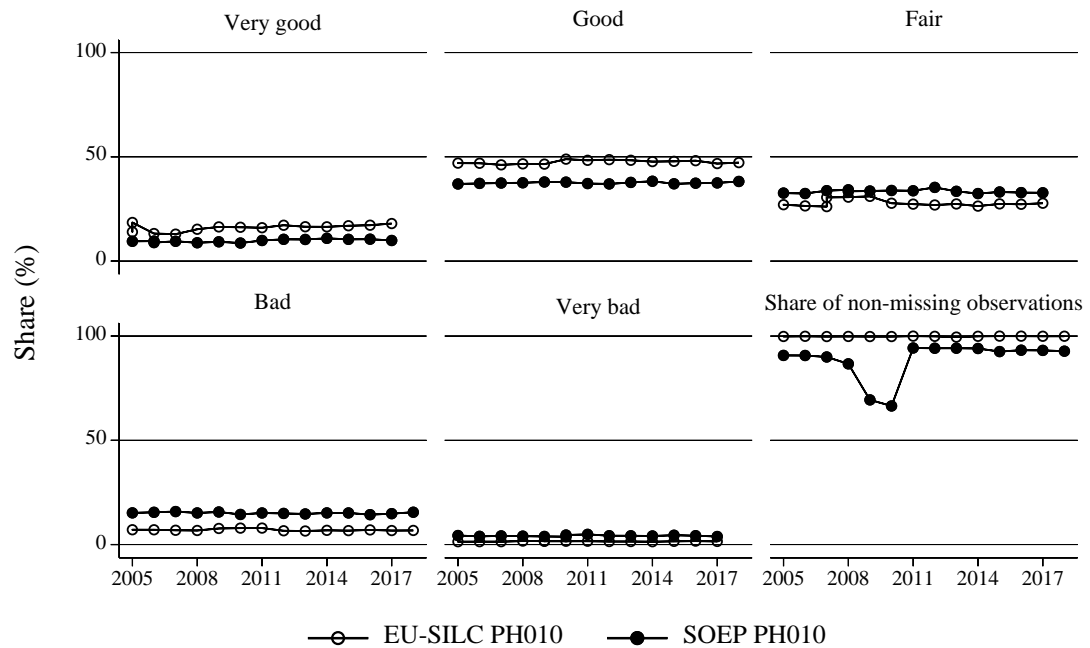 Very good
Good
Fair
100
50
0
Share (%)
Bad
Very bad
Share of non-missing observations
100
50
0
2005 2008 2011 2014 2017
2005 2008 2011 2014 2017
2005 2008 2011 2014 2017
EU-SILC PH010
SOEP PH010